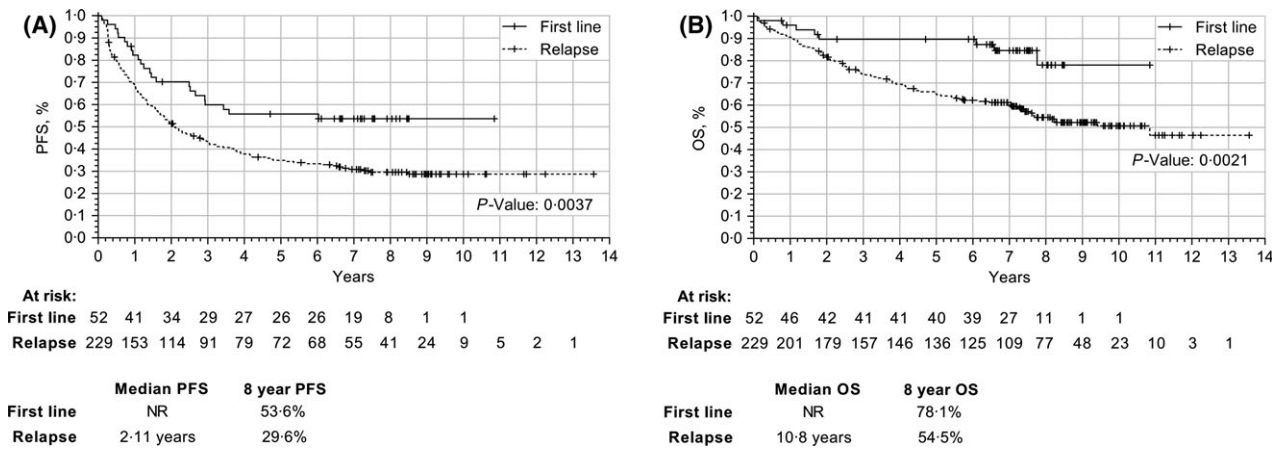 (A)
1·0
0·9
0·8
0·7
0·6
0·5
0·4
0·3
0·2
0·1
0·0
PFS, %
First line
Relapse
P-Value: 0·0037
0 1 2 3 4 5 6 7 8 9 10 11 12 13 14
Years
At risk:
First line 52 41 34 29 27 26 26 19 8 1 1
Relapse 229 153 114 91 79 72 68 55 41 24 9 5 2 1
Median PFS 8 year PFS
First line NR 53·6%
Relapse 2·11 years 29·6%
(B)
1·0
0·9
0·8
0·7
0·6
0·5
0·4
0·3
0·2
0·1
0·0
OS, %
First line
Relapse
P-Value: 0·0021
0 1 2 3 4 5 6 7 8 9 10 11 12 13 14
Years
At risk:
First line 52 46 42 41 41 40 39 27 11 1 1
Relapse 229 201 179 157 146 136 125 109 77 48 23 10 3 1
Median OS 8 year OS
First line NR 78·1%
Relapse 10·8 years 54·5%